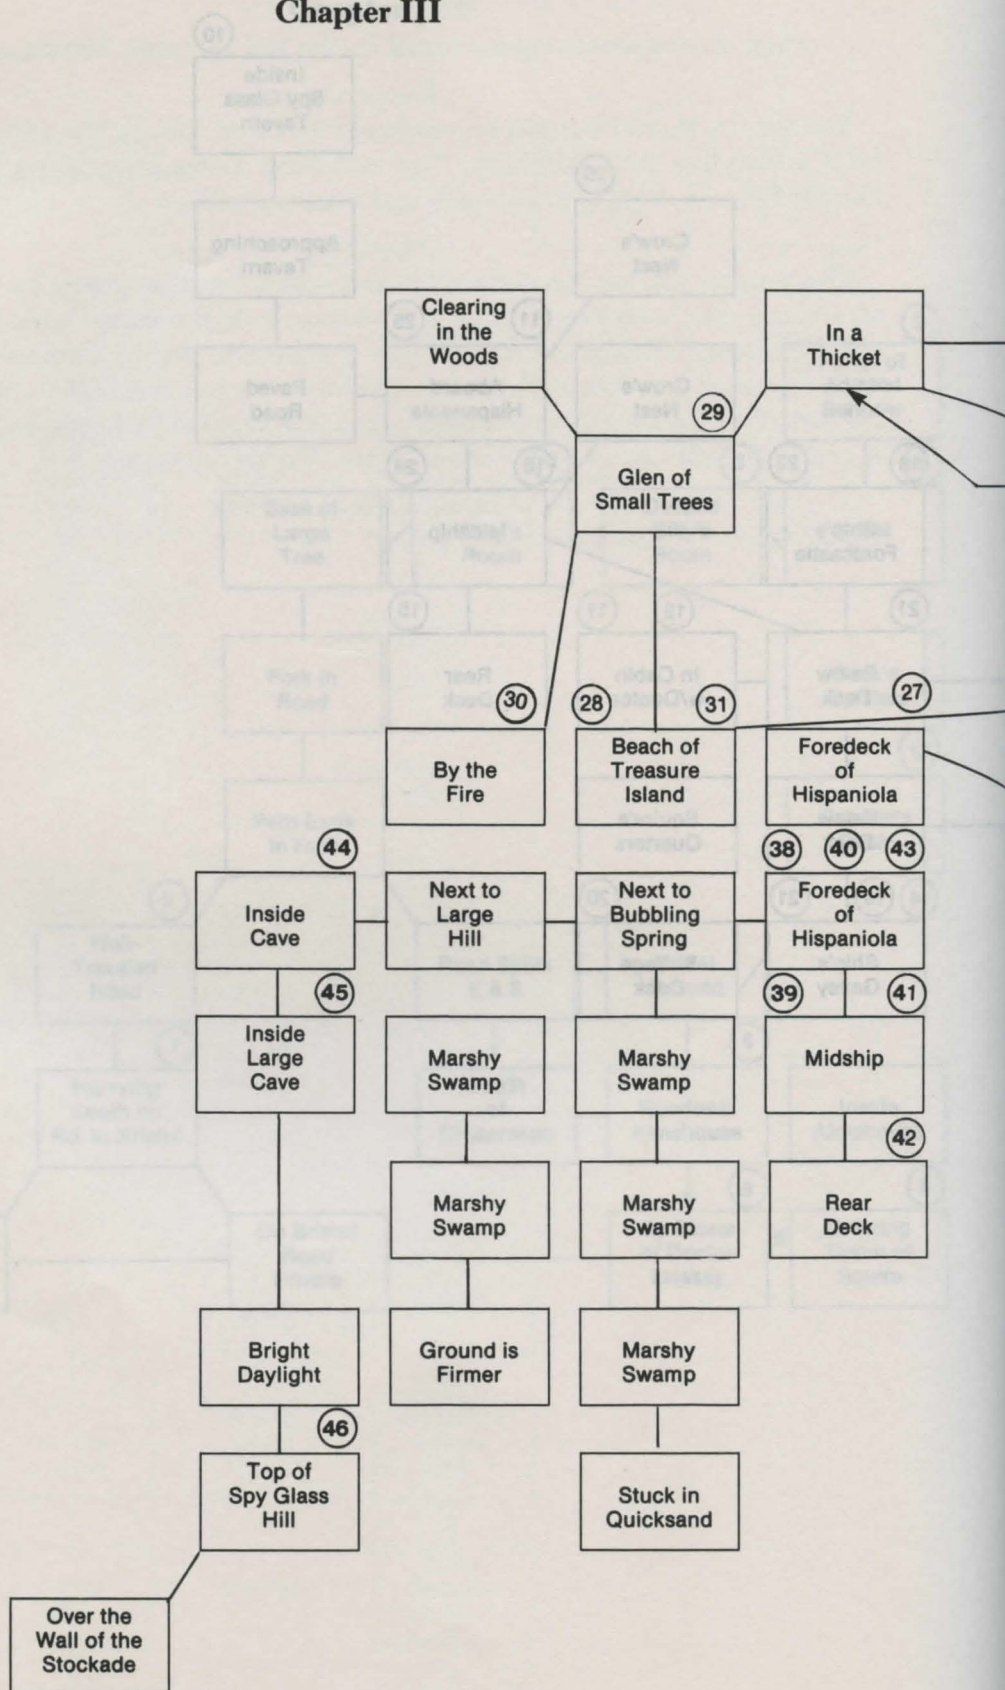 Chapter III
Clearing
in the
Woods
In a
Thicket
29
Glen of
Small Trees
30
28
31
27
By the
Fire
Beach of
Treasure
Island
Foredeck
of
Hispaniola
44
38
40
43
Inside
Cave
Next to
Large
Hill
Next to
Bubbling
Spring
Foredeck
of
Hispaniola
45
39
41
Inside
Large
Cave
Marshy
Swamp
Marshy
Swamp
Midship
42
Marshy
Swamp
Marshy
Swamp
Rear
Deck
Bright
Daylight
Ground is
Firmer
Marshy
Swamp
46
Top of
Spy Glass
Hill
Stuck in
Quicksand
Over the
Wall of the
Stockade